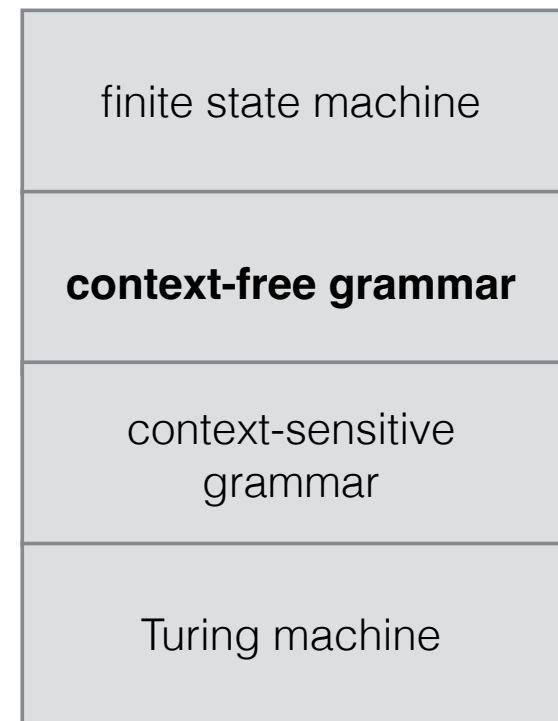 finite state machine
context-free grammar
context-sensitive
grammar
Turing machine